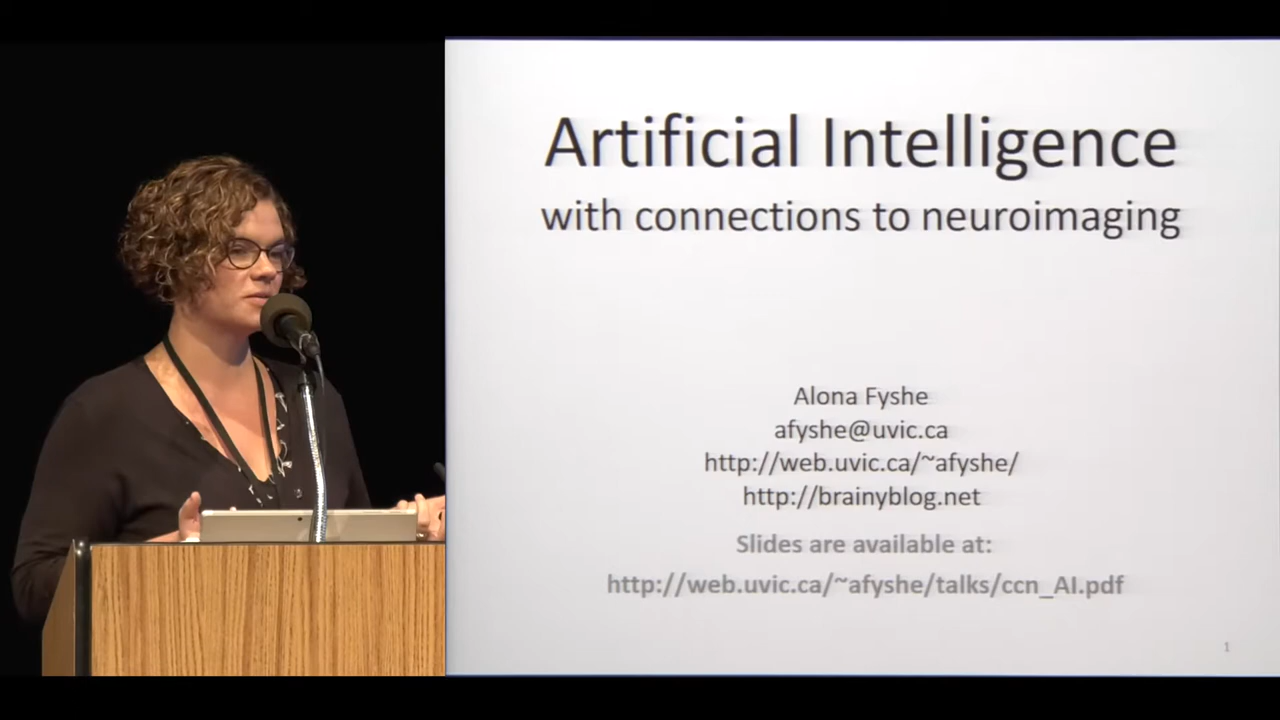 Artificial Intelligence
with connections to neuroimaging
Alona Fyshe
afyshe@uvic.ca
http://web.uvic.ca/~afyshe/
http://brainyblog.net
Slides are available at:
http://web.uvic.ca/~afyshe/talks/ccn_AI.pdf
1